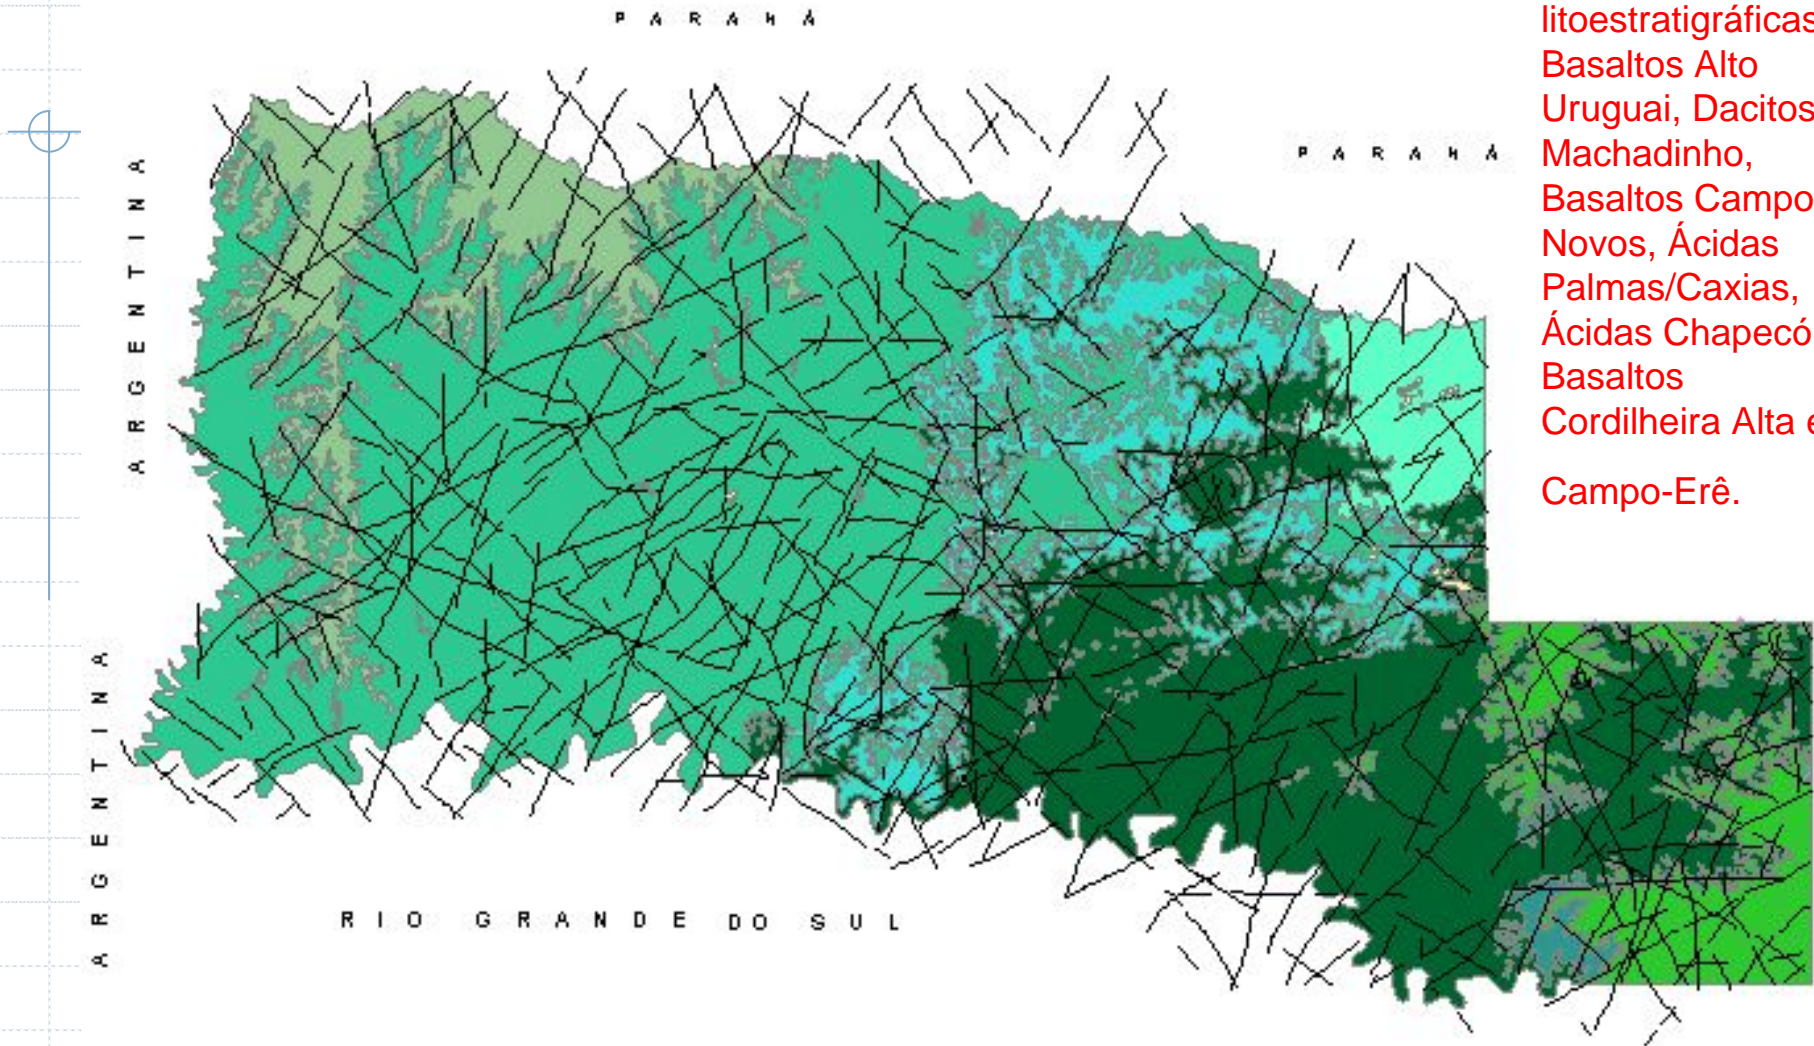 PARANÁ
litoestratigráficas
Basaltos Alto
Uruguai, Dacitos
Machadinho,
Basaltos Campo
Novos, Ácidas
Palmas/Caxias,
Ácidas Chapecó
Basaltos
Cordilheira Alta e
Campo-Erê.
PARANÁ
ARGENTINA
ARGENTINA
RIO GRANDE DO SUL